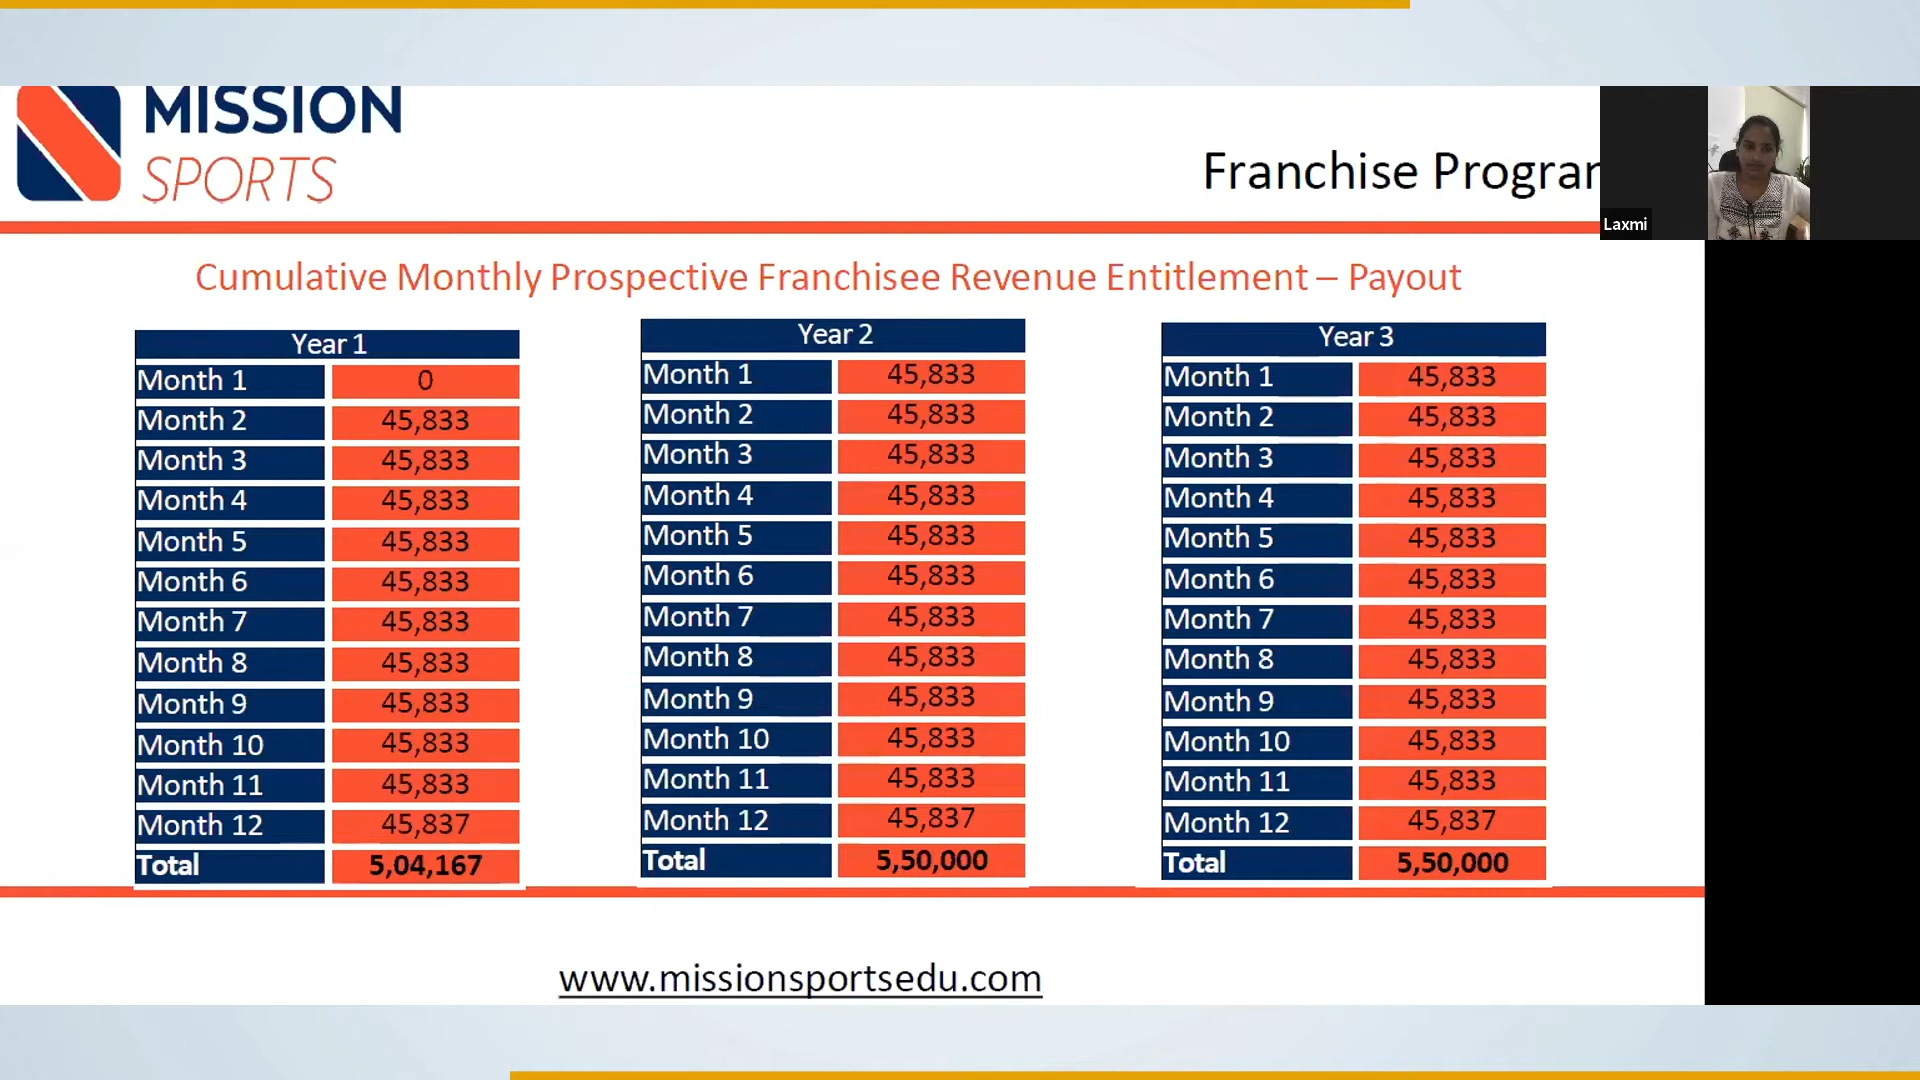 MISSION
SPORTS
Franchise Progra
Laxmi
Cumulative Monthly Prospective Franchisee Revenue Entitlement – Payout
Year 1
Month 1 0
Month 2 45,833
Month 3 45,833
Month 4 45,833
Month 5 45,833
Month 6 45,833
Month 7 45,833
Month 8 45,833
Month 9 45,833
Month 10 45,833
Month 11 45,833
Month 12 45,837
Total 5,04,167
Year 2
Month 1 45,833
Month 2 45,833
Month 3 45,833
Month 4 45,833
Month 5 45,833
Month 6 45,833
Month 7 45,833
Month 8 45,833
Month 9 45,833
Month 10 45,833
Month 11 45,833
Month 12 45,837
Total 5,50,000
Year 3
Month 1 45,833
Month 2 45,833
Month 3 45,833
Month 4 45,833
Month 5 45,833
Month 6 45,833
Month 7 45,833
Month 8 45,833
Month 9 45,833
Month 10 45,833
Month 11 45,833
Month 12 45,837
Total 5,50,000
www.missionsportsedu.com